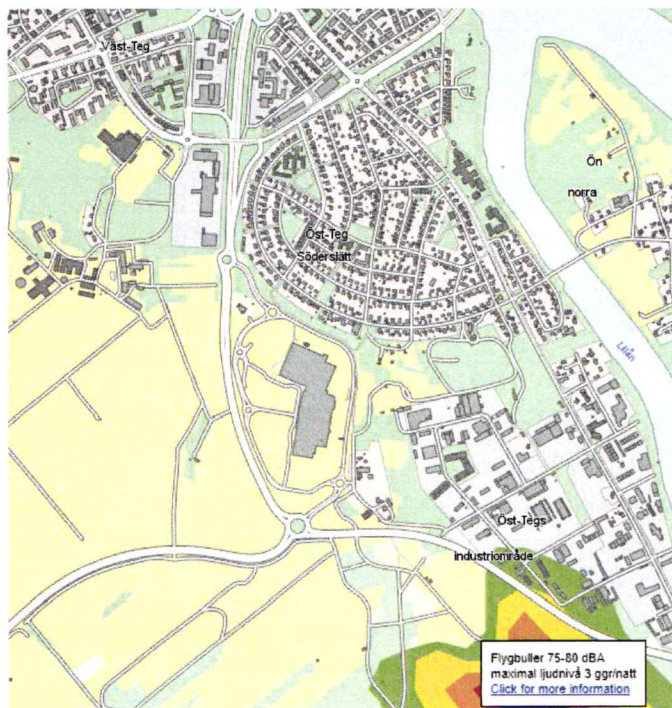 Väst-Teg
Ön
norra
Öst-Teg
Söderslätt
Lillån
Öst-Tegs
industriområde
Flygbuller 75-80 dBA
maximal ljudnivå 3 ggr/natt
Click for more information